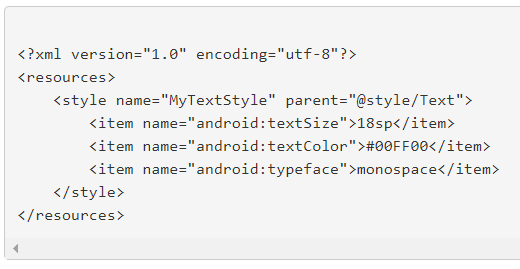 <?xml version="1.0" encoding="utf-8"?>
<resources>
    <style name="MyTextStyle" parent="@style/Text">
        <item name="android:textSize">18sp</item>
        <item name="android:textColor">#00FF00</item>
        <item name="android:typeface">monospace</item>
    </style>
</resources>